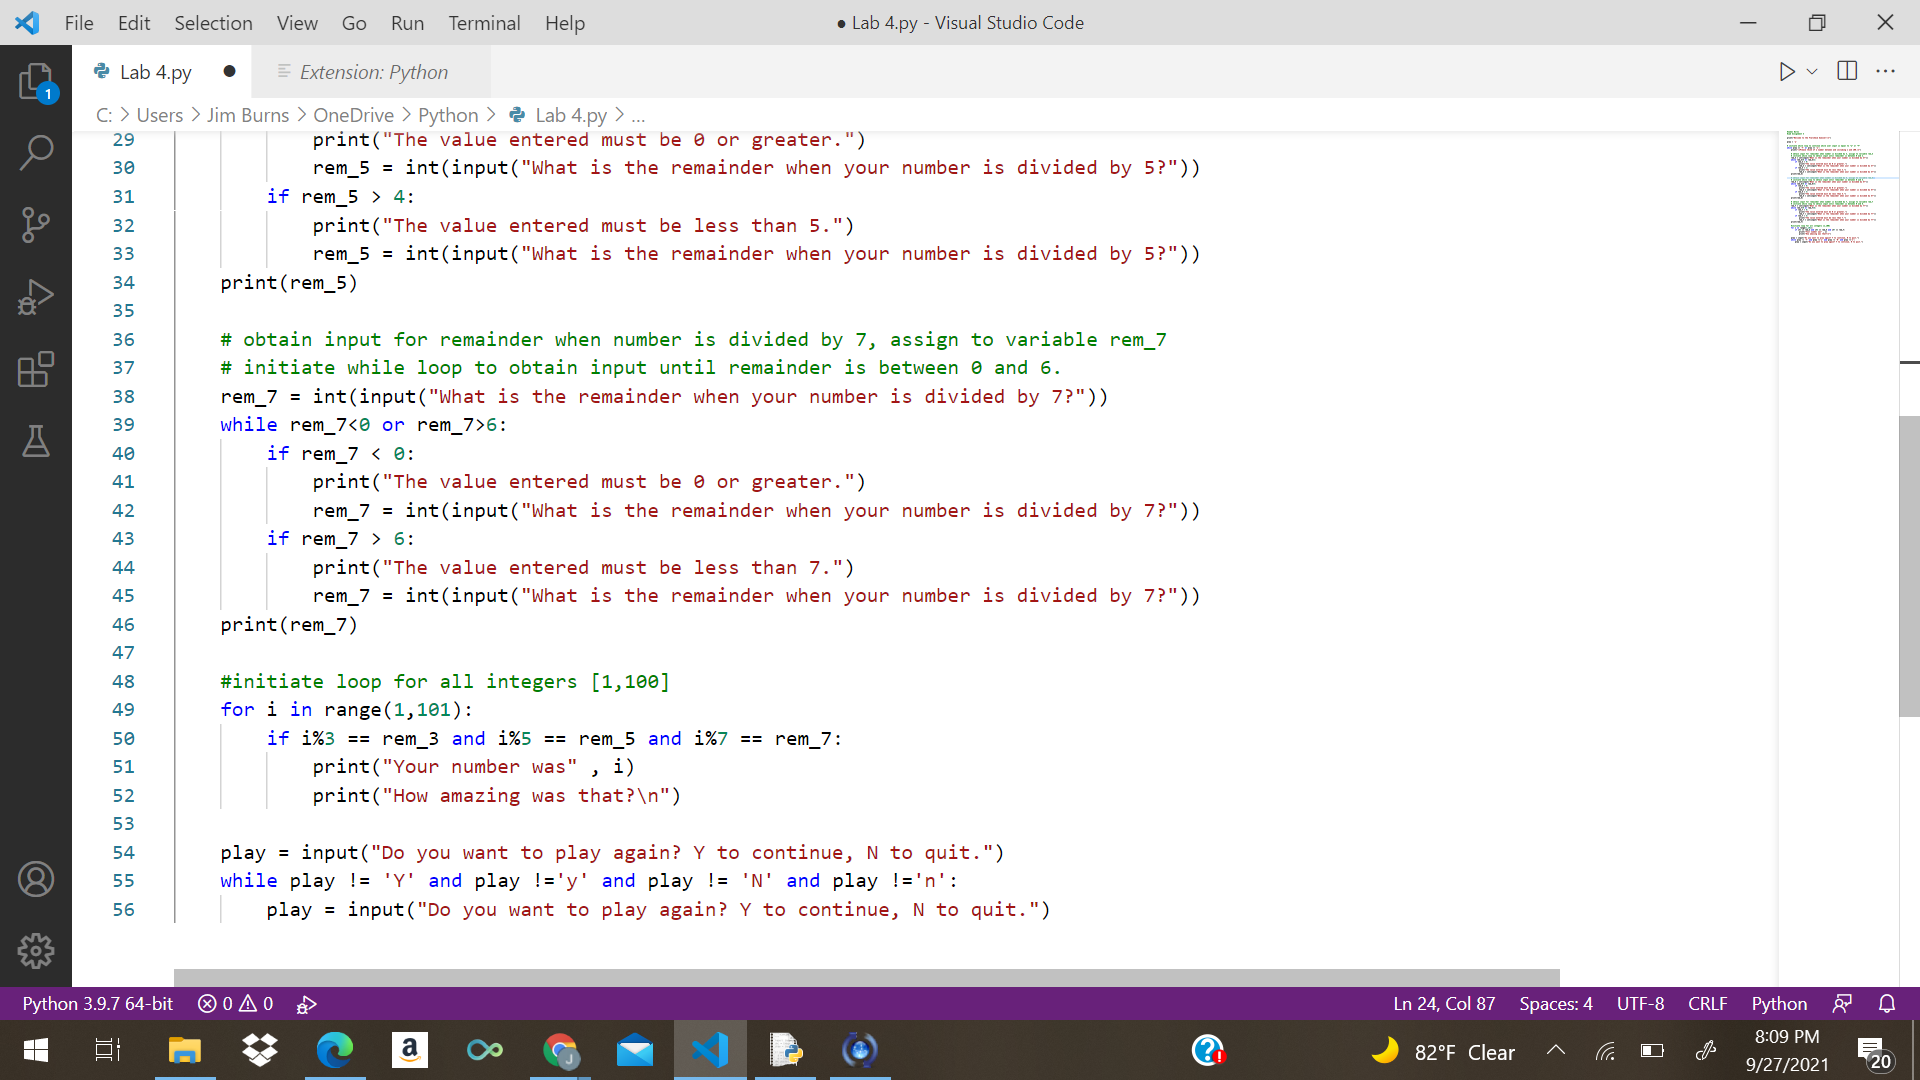 File Edit Selection View Go Run Terminal Help
● Lab 4.py - Visual Studio Code
Lab 4.py ●
Extension: Python
C: > Users > Jim Burns > OneDrive > Python > Lab 4.py > ...
29 print("The value entered must be 0 or greater.")
30 rem_5 = int(input("What is the remainder when your number is divided by 5?"))
31 if rem_5 > 4:
32 print("The value entered must be less than 5.")
33 rem_5 = int(input("What is the remainder when your number is divided by 5?"))
34 print(rem_5)
35
36 # obtain input for remainder when number is divided by 7, assign to variable rem_7
37 # initiate while loop to obtain input until remainder is between 0 and 6.
38 rem_7 = int(input("What is the remainder when your number is divided by 7?"))
39 while rem_7<0 or rem_7>6:
40 if rem_7 < 0:
41 print("The value entered must be 0 or greater.")
42 rem_7 = int(input("What is the remainder when your number is divided by 7?"))
43 if rem_7 > 6:
44 print("The value entered must be less than 7.")
45 rem_7 = int(input("What is the remainder when your number is divided by 7?"))
46 print(rem_7)
47
48 #initiate loop for all integers [1,100]
49 for i in range(1,101):
50 if i%3 == rem_3 and i%5 == rem_5 and i%7 == rem_7:
51 print("Your number was" , i)
52 print("How amazing was that?\n")
53
54 play = input("Do you want to play again? Y to continue, N to quit.")
55 while play != 'Y' and play !='y' and play != 'N' and play !='n':
56 play = input("Do you want to play again? Y to continue, N to quit.")
1
Python 3.9.7 64-bit 0 0
Ln 24, Col 87 Spaces: 4 UTF-8 CRLF Python
82°F Clear
8:09 PM
9/27/2021
20